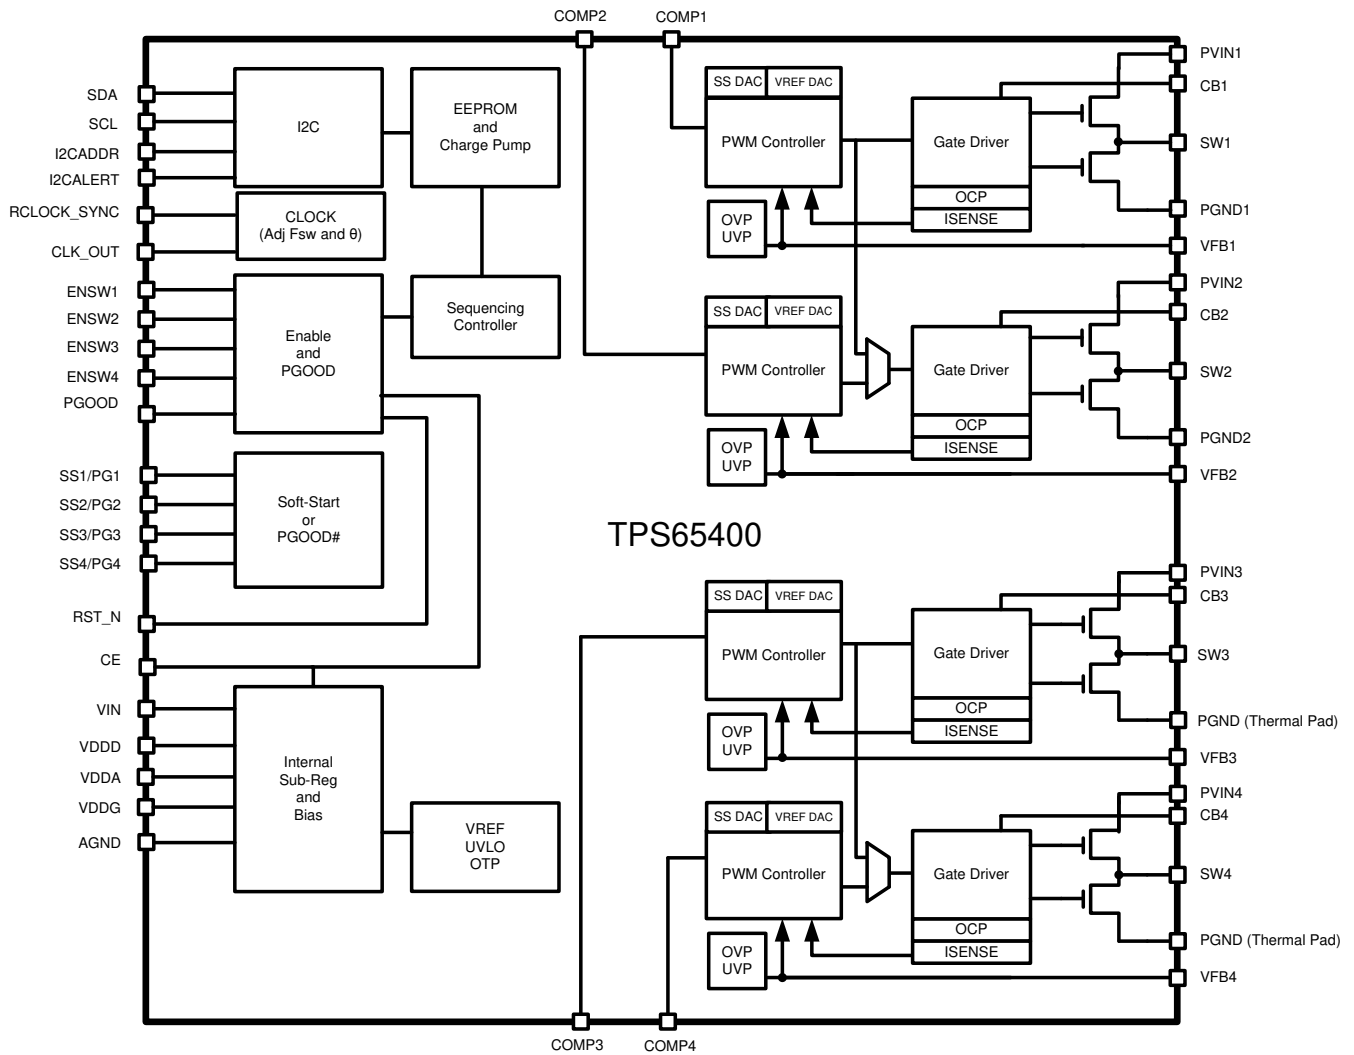 COMP2
COMP1
SDA
SCL
I2CADDR
I2CALERT
RCLOCK_SYNC
CLK_OUT
ENSW1
ENSW2
ENSW3
ENSW4
PGOOD
SS1/PG1
SS2/PG2
SS3/PG3
SS4/PG4
RST_N
CE
VIN
VDDD
VDDA
VDDG
AGND
I2C
EEPROM
and
Charge Pump
CLOCK
(Adj Fsw and θ)
Enable
and
PGOOD
Sequencing
Controller
Soft-Start
or
PGOOD#
Internal
Sub-Reg
and
Bias
VREF
UVLO
OTP
TPS65400
SS DAC
VREF DAC
PWM Controller
OVP
UVP
Gate Driver
OCP
ISENSE
PVIN1
CB1
SW1
PGND1
VFB1
SS DAC
VREF DAC
PWM Controller
OVP
UVP
Gate Driver
OCP
ISENSE
PVIN2
CB2
SW2
PGND2
VFB2
SS DAC
VREF DAC
PWM Controller
OVP
UVP
Gate Driver
OCP
ISENSE
PVIN3
CB3
SW3
PGND (Thermal Pad)
VFB3
SS DAC
VREF DAC
PWM Controller
OVP
UVP
Gate Driver
OCP
ISENSE
PVIN4
CB4
SW4
PGND (Thermal Pad)
VFB4
COMP3
COMP4